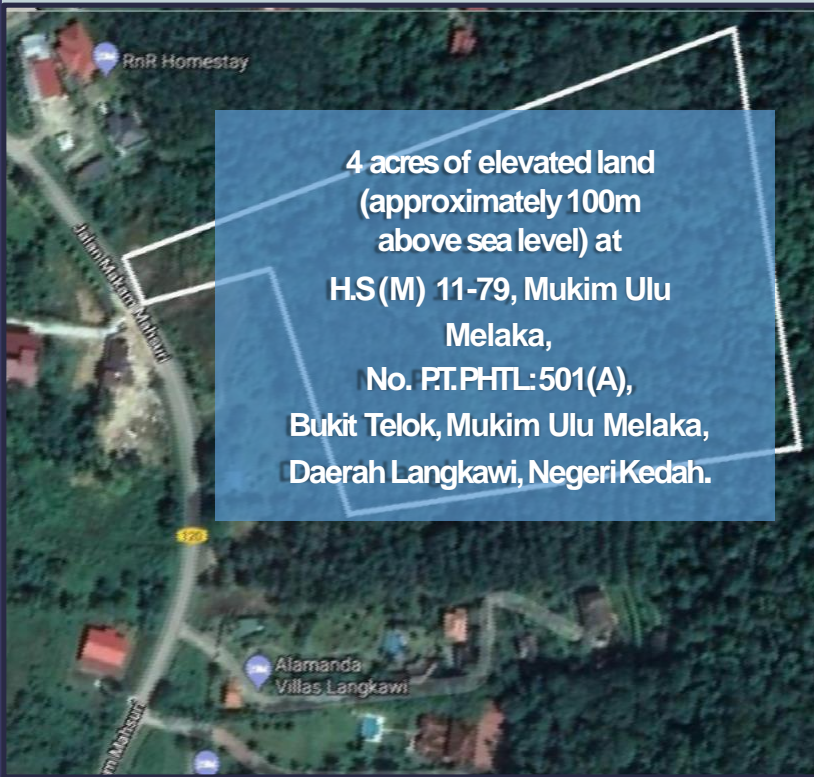 RnR Homestay
4 acres of elevated land
(approximately 100m
above sea level) at
H.S (M) 11-79, Mukim Ulu
Melaka,
No. P.T. PHTL: 501(A),
Bukit Telok, Mukim Ulu Melaka,
Daerah Langkawi, Negeri Kedah.
Jalan Makam Mahsuri
120
Alamanda
Villas Langkawi
m Mahsuri